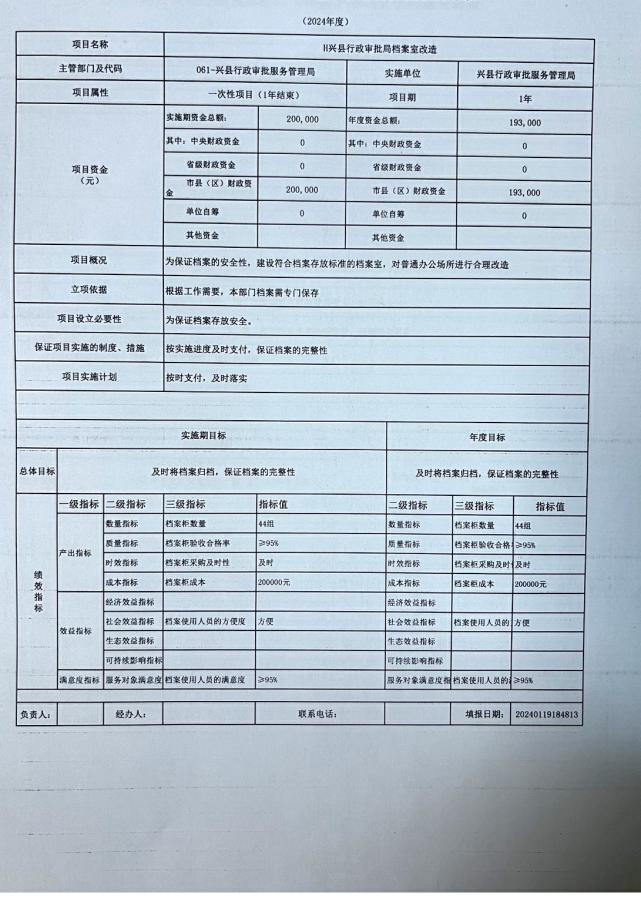 （2024年度）
项目名称 H兴县行政审批局档案室改造
主管部门及代码 061-兴县行政审批服务管理局 实施单位 兴县行政审批服务管理局
项目属性 一次性项目（1年结束） 项目期 1年
项目资金（元） 实施期资金总额： 200,000 年度资金总额： 193,000
其中：中央财政资金 0 其中：中央财政资金 0
省级财政资金 0 省级财政资金 0
市县（区）财政资金 200,000 市县（区）财政资金 193,000
单位自筹 0 单位自筹 0
其他资金 其他资金
项目概况 为保证档案的安全性，建设符合档案存放标准的档案室，对普通办公场所进行合理改造
立项依据 根据工作需要，本部门档案需专门保存
项目设立必要性 为保证档案存放安全。
保证项目实施的制度、措施 按实施进度及时支付，保证档案的完整性
项目实施计划 按时支付，及时落实
实施期目标 年度目标
总体目标 及时将档案归档，保证档案的完整性 及时将档案归档，保证档案的完整性
绩效指标 一级指标 二级指标 三级指标 指标值 二级指标 三级指标 指标值
产出指标 数量指标 档案柜数量 44组 数量指标 档案柜数量 44组
质量指标 档案柜验收合格率 ≥95% 质量指标 档案柜验收合格 ≥95%
时效指标 档案柜采购及时性 及时 时效指标 档案柜采购及时 及时
成本指标 档案柜成本 200000元 成本指标 档案柜成本 200000元
效益指标 经济效益指标 经济效益指标
社会效益指标 档案使用人员的方便度 方便 社会效益指标 档案使用人员的 方便
生态效益指标 生态效益指标
可持续影响指标 可持续影响指标
满意度指标 服务对象满意度 档案使用人员的满意度 ≥95% 服务对象满意度指 档案使用人员的 ≥95%
负责人： 经办人： 联系电话： 填报日期： 20240119184813